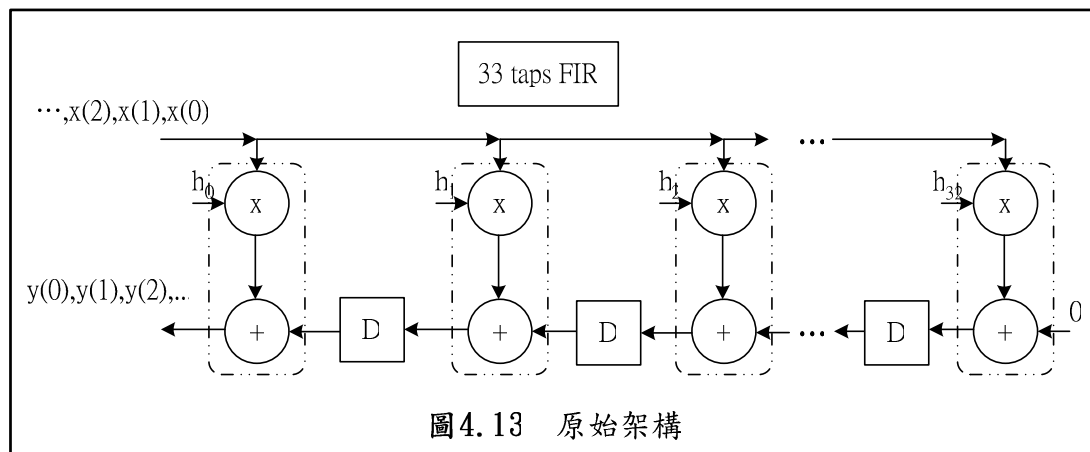 33 taps FIR
…,x(2),x(1),x(0)
...
h0 h1 h2 h32
x x x x
y(0),y(1),y(2),...
+ D + D + ... D + 0
圖4.13 原始架構